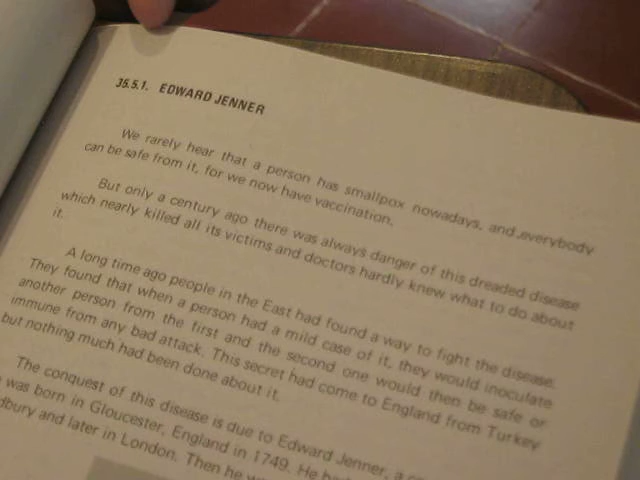 35.5.1. EDWARD JENNER
We rarely hear that a person has smallpox nowadays, and everybody
can be safe from it, for we now have vaccination.
But only a century ago there was always danger of this dreaded disease
which nearly killed all its victims and doctors hardly knew what to do about
it.
A long time ago people in the East had found a way to fight the disease.
They found that when a person had a mild case of it, they would inoculate
another person from the first and the second one would then be safe or
immune from any bad attack. This secret had come to England from Turkey
but nothing much had been done about it.
The conquest of this disease is due to Edward Jenner, a
was born in Gloucester, England in 1749. He
and later in London. Then he